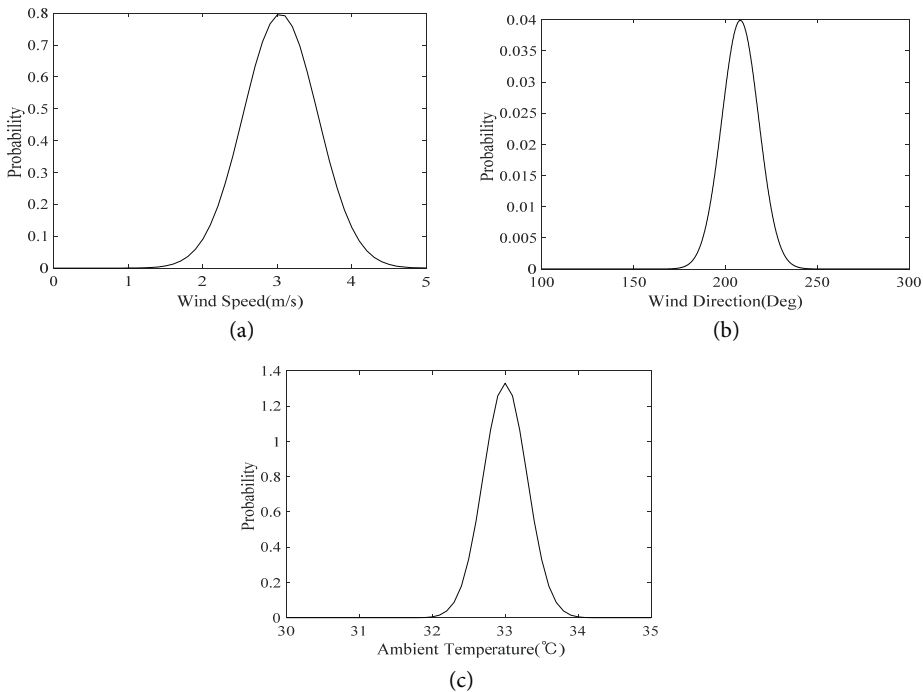 0.8
0.7
0.6
0.5
0.4
0.3
0.2
0.1
0
Probability
0 1 2 3 4 5
Wind Speed(m/s)
(a)
0.04
0.035
0.03
0.025
0.02
0.015
0.01
0.005
0
Probability
100 150 200 250 300
Wind Direction(Deg)
(b)
1.4
1.2
1
0.8
0.6
0.4
0.2
0
Probability
30 31 32 33 34 35
Ambient Temperature(℃)
(c)